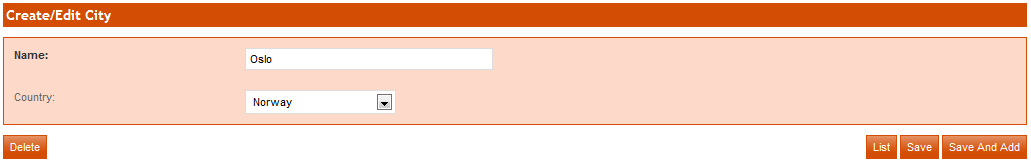 Create/Edit City
Name: Oslo
Country: Norway
Delete List Save Save And Add